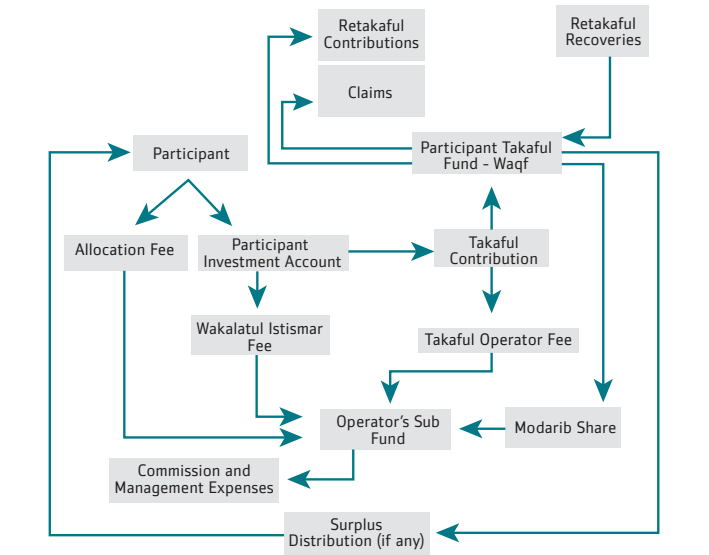 Retakaful
Contributions
Retakaful
Recoveries
Claims
Participant
Participant Takaful
Fund - Waqf
Allocation Fee
Participant
Investment Account
Takaful
Contribution
Wakalatul Istismar
Fee
Takaful Operator Fee
Operator's Sub
Fund
Modarib Share
Commission and
Management Expenses
Surplus
Distribution (if any)